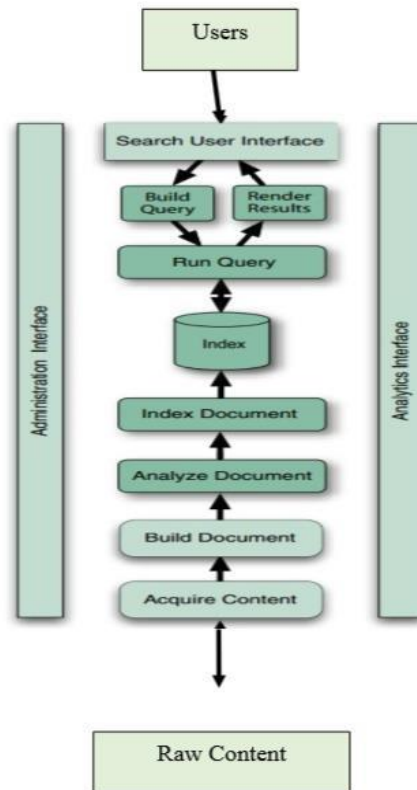 Users
Search User Interface
Build
Query
Render
Results
Run Query
Index
Index Document
Analyze Document
Build Document
Acquire Content
Raw Content
Administration Interface
Analytics Interface